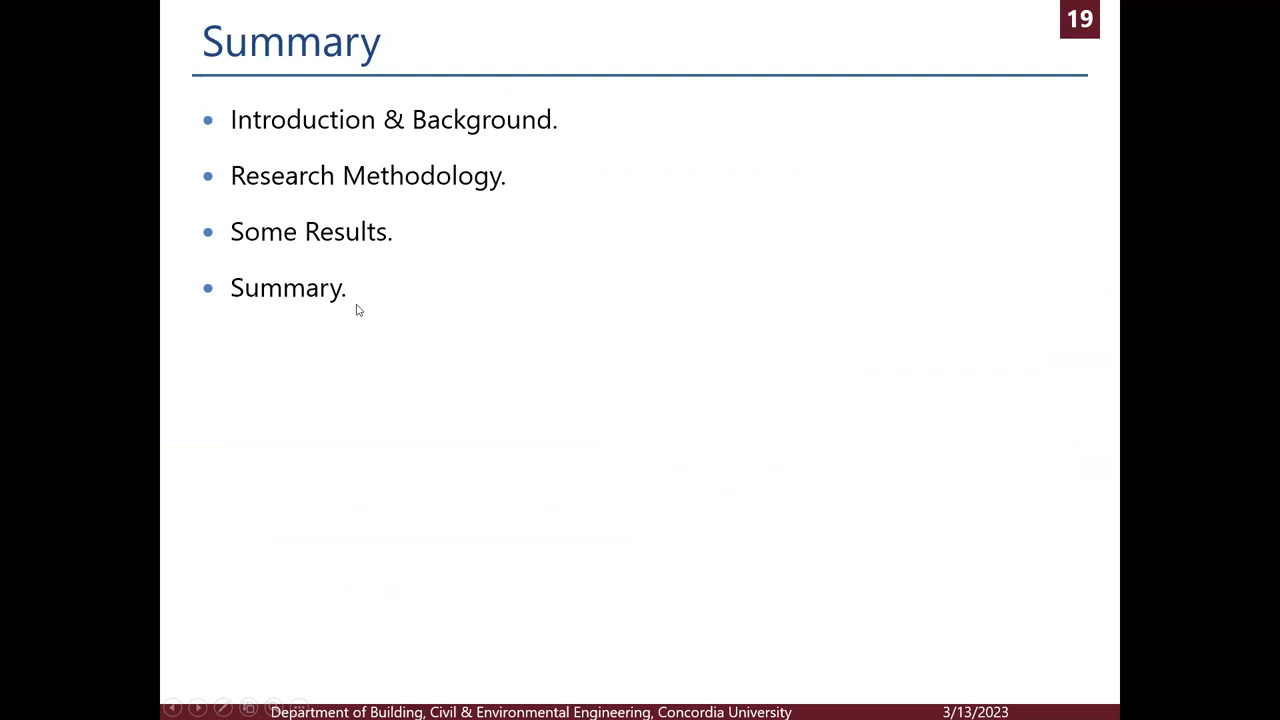 Summary
19
Introduction & Background.
Research Methodology.
Some Results.
Summary.
Department of Building, Civil & Environmental Engineering, Concordia University
3/13/2023